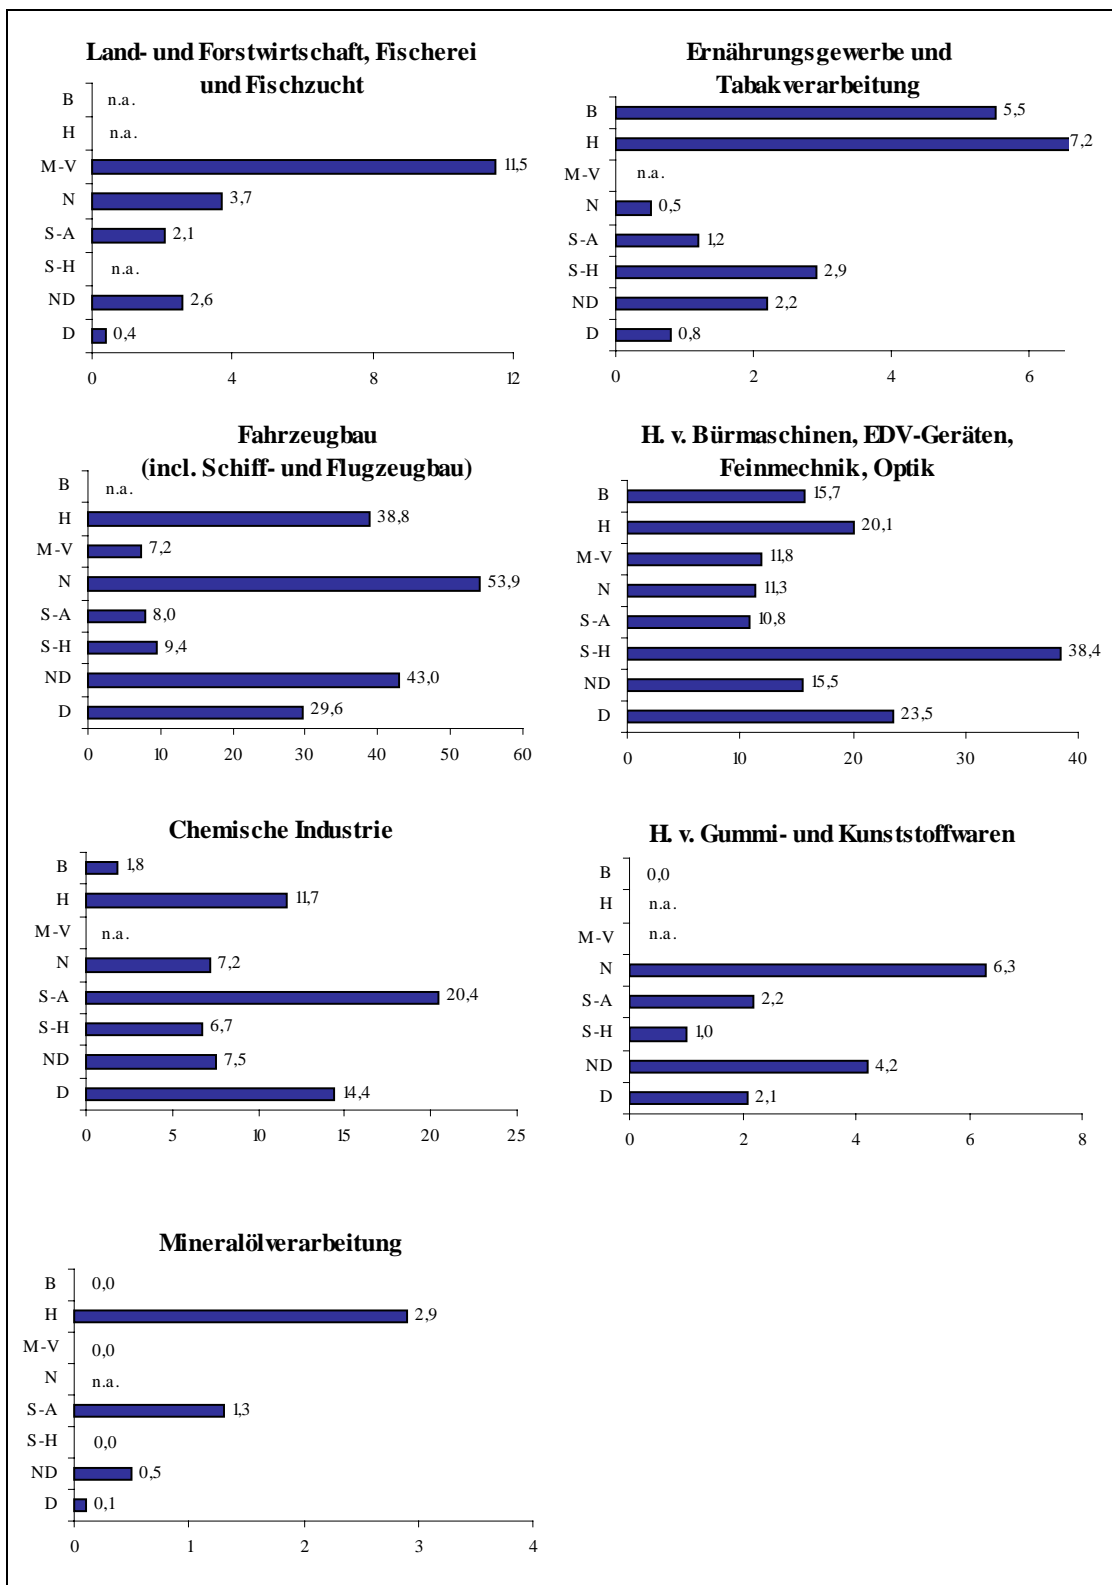 Land- und Forstwirtschaft, Fischerei
und Fischzucht
B n.a.
H n.a.
M-V 11,5
N 3,7
S-A 2,1
S-H n.a.
ND 2,6
D 0,4
0 4 8 12
Ernährungsgewerbe und
Tabakverarbeitung
B 5,5
H 7,2
M-V n.a.
N 0,5
S-A 1,2
S-H 2,9
ND 2,2
D 0,8
0 2 4 6
Fahrzeugbau
(incl. Schiff- und Flugzeugbau)
B n.a.
H 38,8
M-V 7,2
N 53,9
S-A 8,0
S-H 9,4
ND 43,0
D 29,6
0 10 20 30 40 50 60
H. v. Bürmaschinen, EDV-Geräten,
Feinmechnik, Optik
B 15,7
H 20,1
M-V 11,8
N 11,3
S-A 10,8
S-H 38,4
ND 15,5
D 23,5
0 10 20 30 40
Chemische Industrie
B 1,8
H 11,7
M-V n.a.
N 7,2
S-A 20,4
S-H 6,7
ND 7,5
D 14,4
0 5 10 15 20 25
H. v. Gummi- und Kunststoffwaren
B 0,0
H n.a.
M-V n.a.
N 6,3
S-A 2,2
S-H 1,0
ND 4,2
D 2,1
0 2 4 6 8
Mineralölverarbeitung
B 0,0
H 2,9
M-V 0,0
N n.a.
S-A 1,3
S-H 0,0
ND 0,5
D 0,1
0 1 2 3 4